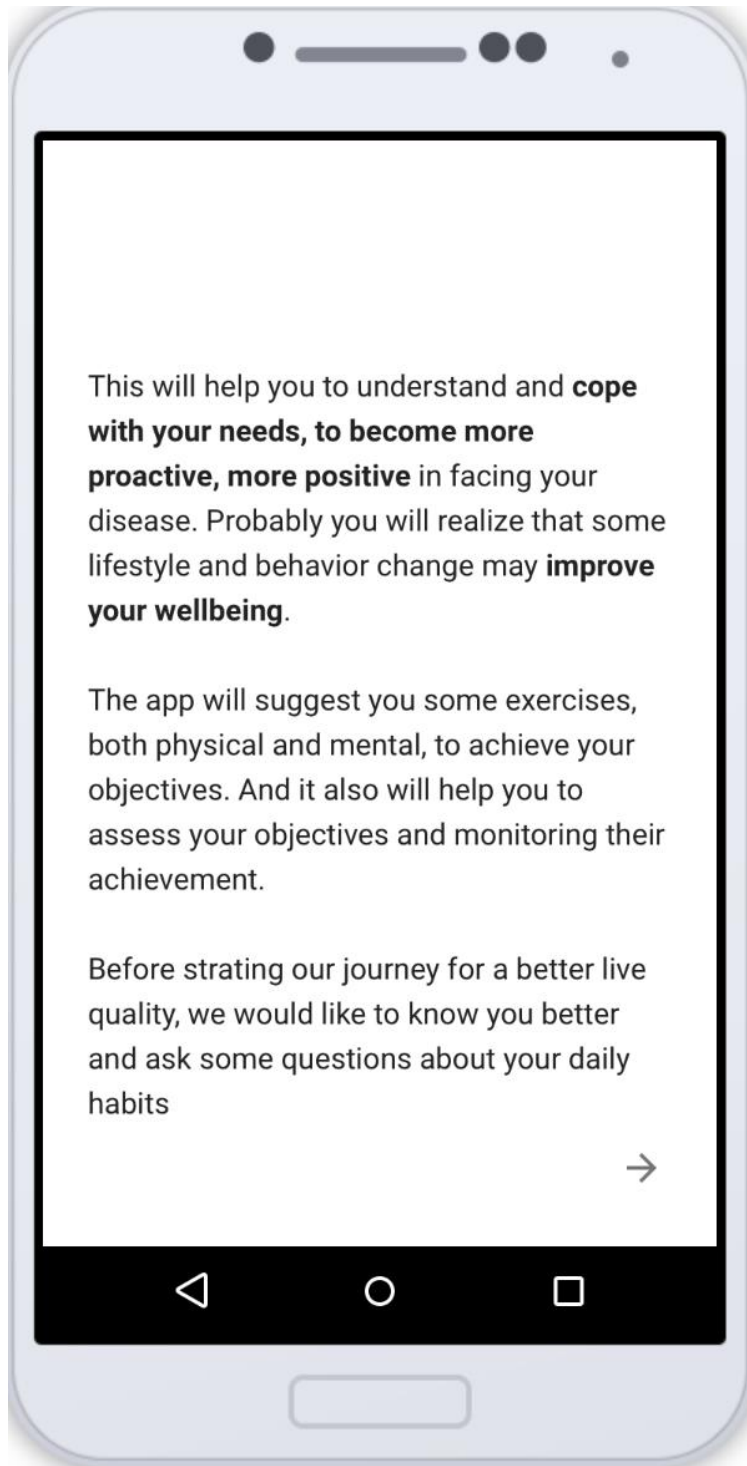 This will help you to understand and cope
with your needs, to become more
proactive, more positive in facing your
disease. Probably you will realize that some
lifestyle and behavior change may improve
your wellbeing.
The app will suggest you some exercises,
both physical and mental, to achieve your
objectives. And it also will help you to
assess your objectives and monitoring their
achievement.
Before strating our journey for a better live
quality, we would like to know you better
and ask some questions about your daily
habits